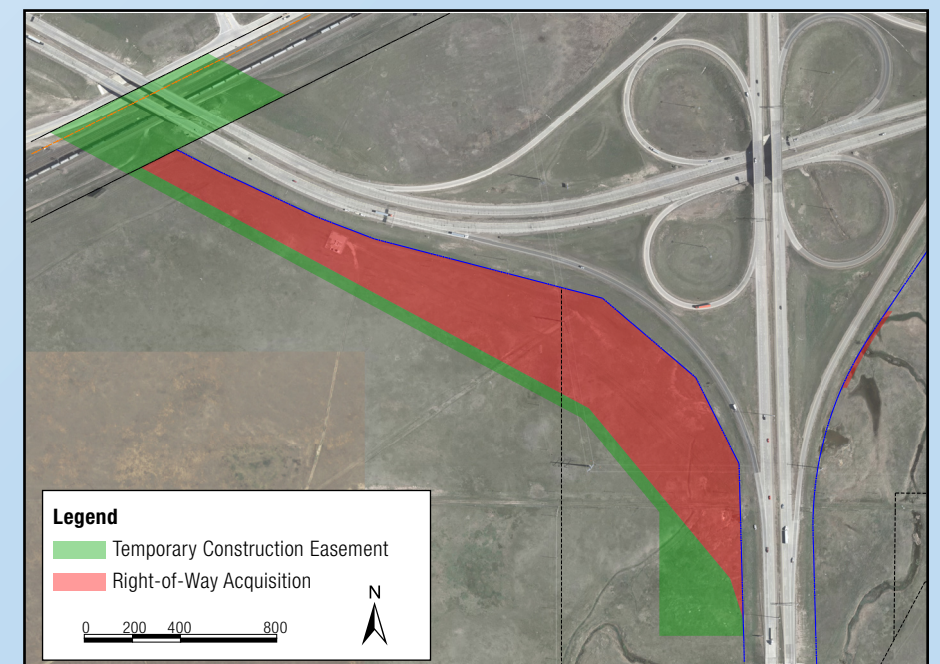 N
Legend
Temporary Construction Easement
Right-of-Way Acquisition
0 200 400 800